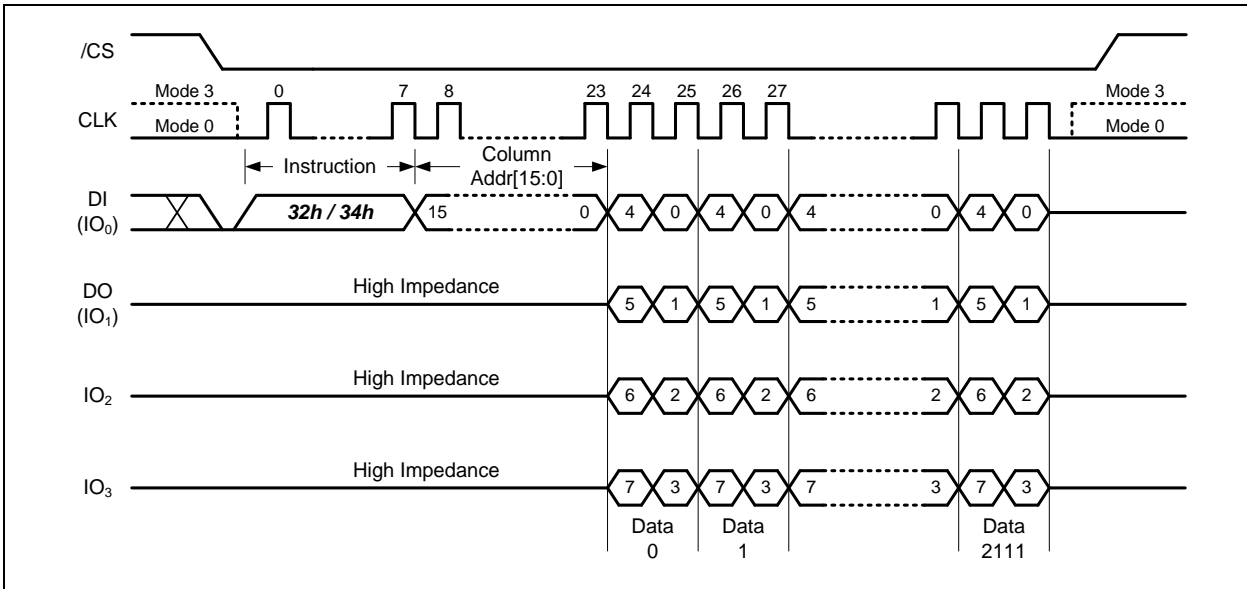 /CS
Mode 3 0 7 8 23 24 25 26 27 Mode 3
CLK Mode 0 Mode 0
Instruction Column
Addr[15:0]
DI
(IO0) 32h / 34h 15 0 4 0 4 0 4 0 4 0
DO
(IO1) High Impedance 5 1 5 1 5 1 5 1
IO2 High Impedance 6 2 6 2 6 2 6 2
IO3 High Impedance 7 3 7 3 7 3 7 3
Data Data Data
0 1 2111